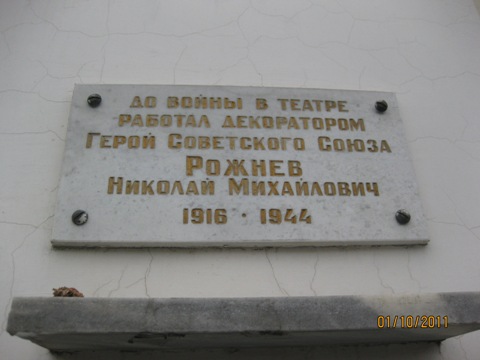 ДО ВОЙНЫ В ТЕАТРЕ
РАБОТАЛ ДЕКОРАТОРОМ
ГЕРОЙ СОВЕТСКОГО СОЮЗА
РОЖНЕВ
НИКОЛАЙ МИХАЙЛОВИЧ
1916 · 1944
01/10/2011